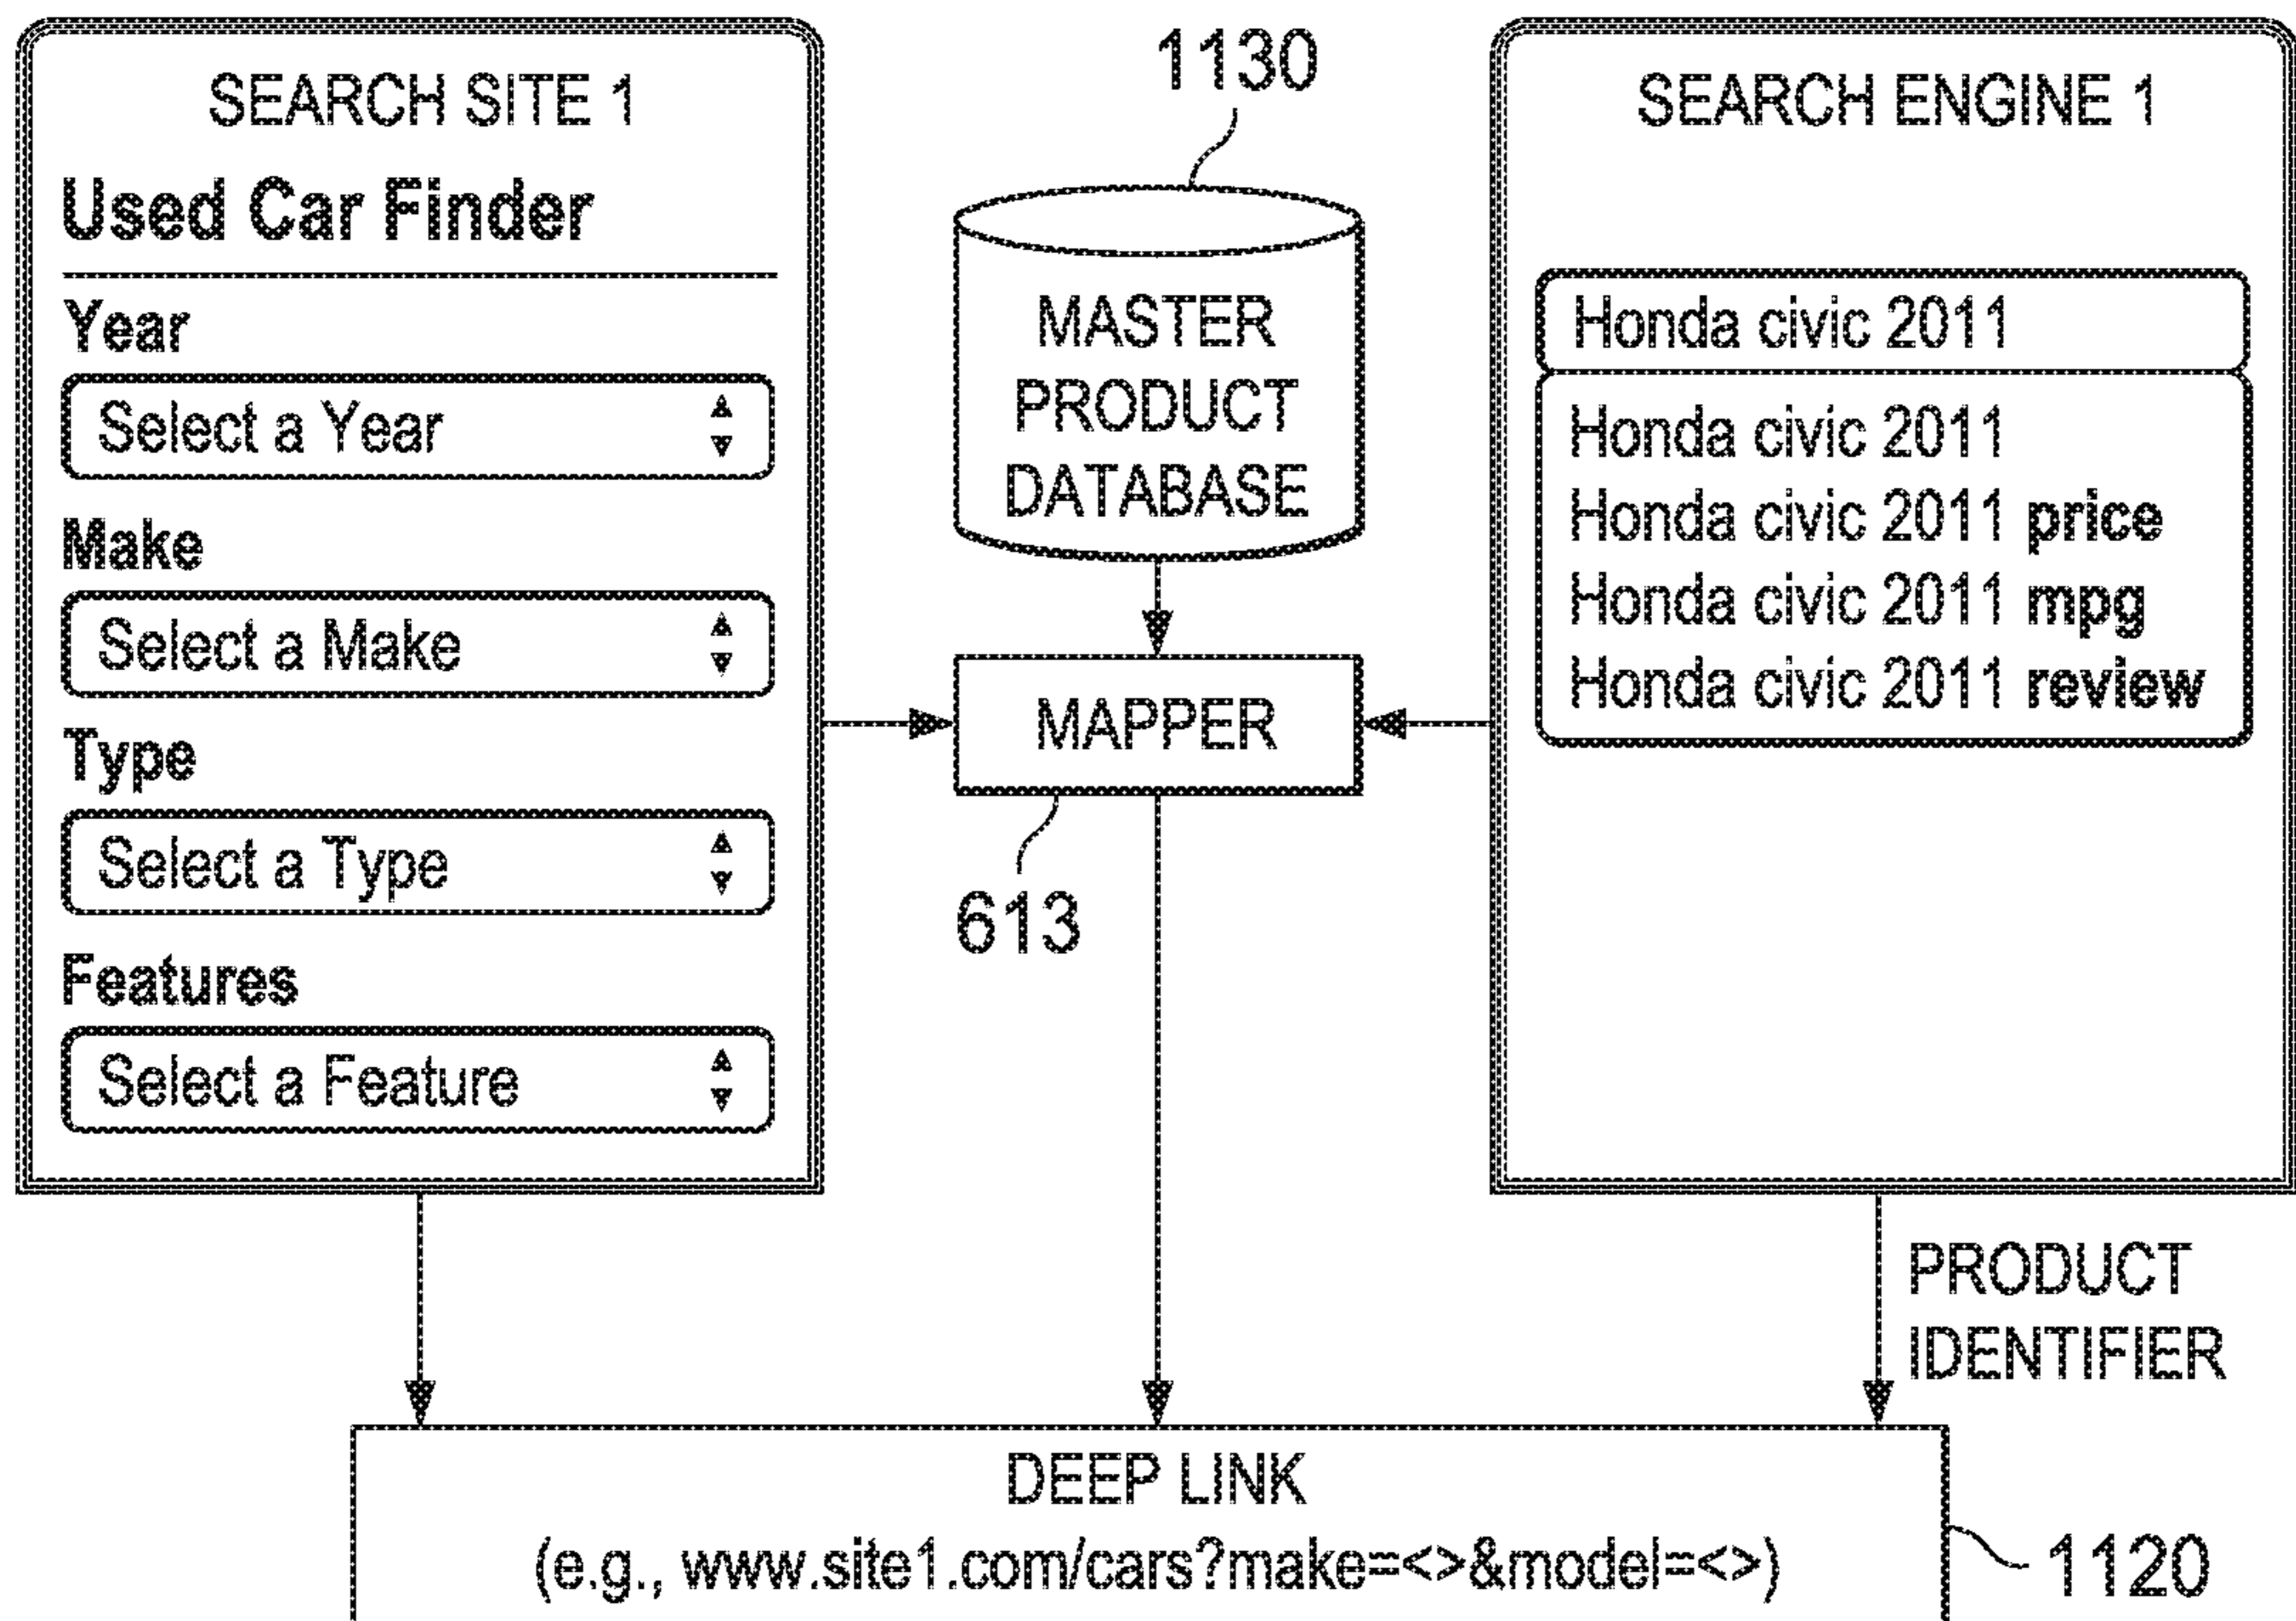 SEARCH SITE 1
Used Car Finder
Year
Select a Year
Make
Select a Make
Type
Select a Type
Features
Select a Feature
1130
MASTER
PRODUCT
DATABASE
MAPPER
613
SEARCH ENGINE 1
Honda civic 2011
Honda civic 2011
Honda civic 2011 price
Honda civic 2011 mpg
Honda civic 2011 review
PRODUCT
IDENTIFIER
DEEP LINK
(e.g., www.site1.com/cars?make=<>&model=<>)
1120